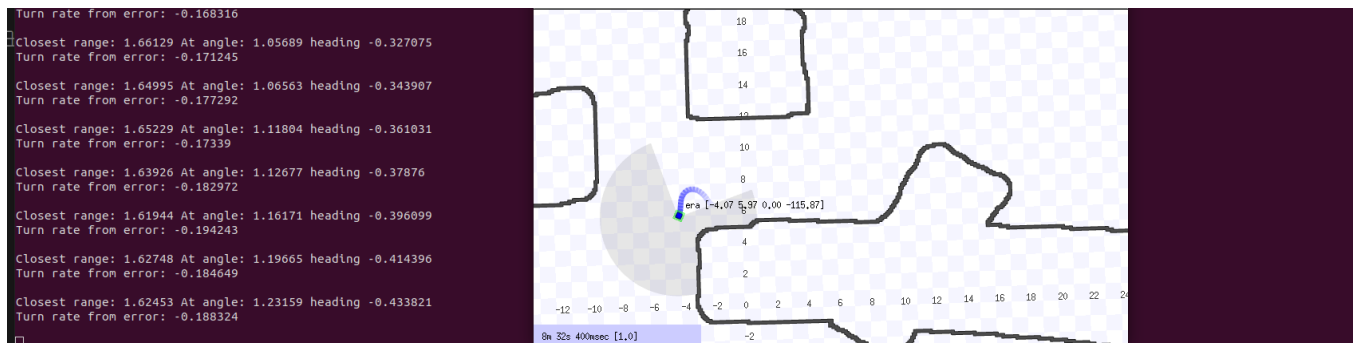 Turn rate from error: -0.168316
Closest range: 1.66129 At angle: 1.05689 heading -0.327075
Turn rate from error: -0.171245
Closest range: 1.64995 At angle: 1.06563 heading -0.343907
Turn rate from error: -0.177292
Closest range: 1.65229 At angle: 1.11804 heading -0.361031
Turn rate from error: -0.17339
Closest range: 1.63926 At angle: 1.12677 heading -0.37876
Turn rate from error: -0.182972
Closest range: 1.61944 At angle: 1.16171 heading -0.396099
Turn rate from error: -0.194243
Closest range: 1.62748 At angle: 1.19665 heading -0.414396
Turn rate from error: -0.184649
Closest range: 1.62453 At angle: 1.23159 heading -0.433821
Turn rate from error: -0.188324
18
16
14
12
10
8
6
era [-4.07 5.97 0.00 -115.87]
4
2
-12 -10 -8 -6 -4 -2 0 2 4 6 8 10 12 14 16 18 20 22
-2
8m 32s 400msec [1.0]